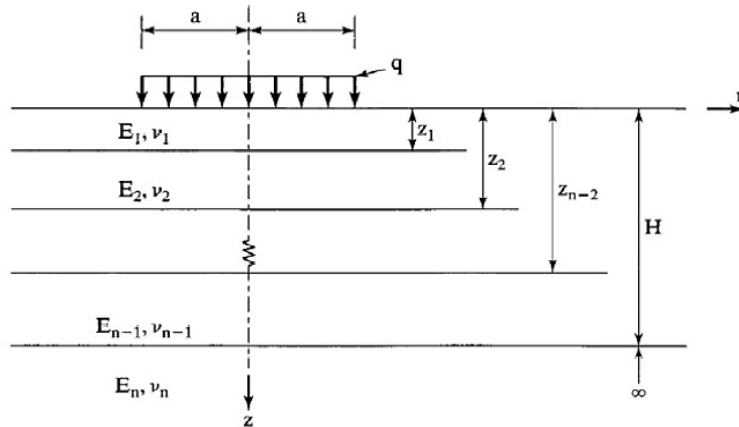 a a
q
r
E₁, ν₁
z₁
E₂, ν₂
z₂
zₙ₋₂
H
Eₙ₋₁, νₙ₋₁
Eₙ, νₙ
∞
z